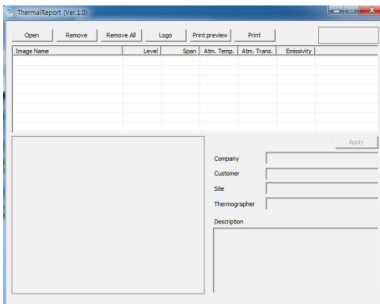 ThermalReport (Ver.1.0)
Open Remove Remove All Logo Print preview Print
Image Name Level Span Atm. Temp. Atm. Trans. Emissivity
Apply
Company
Customer
Site
Thermographer
Description